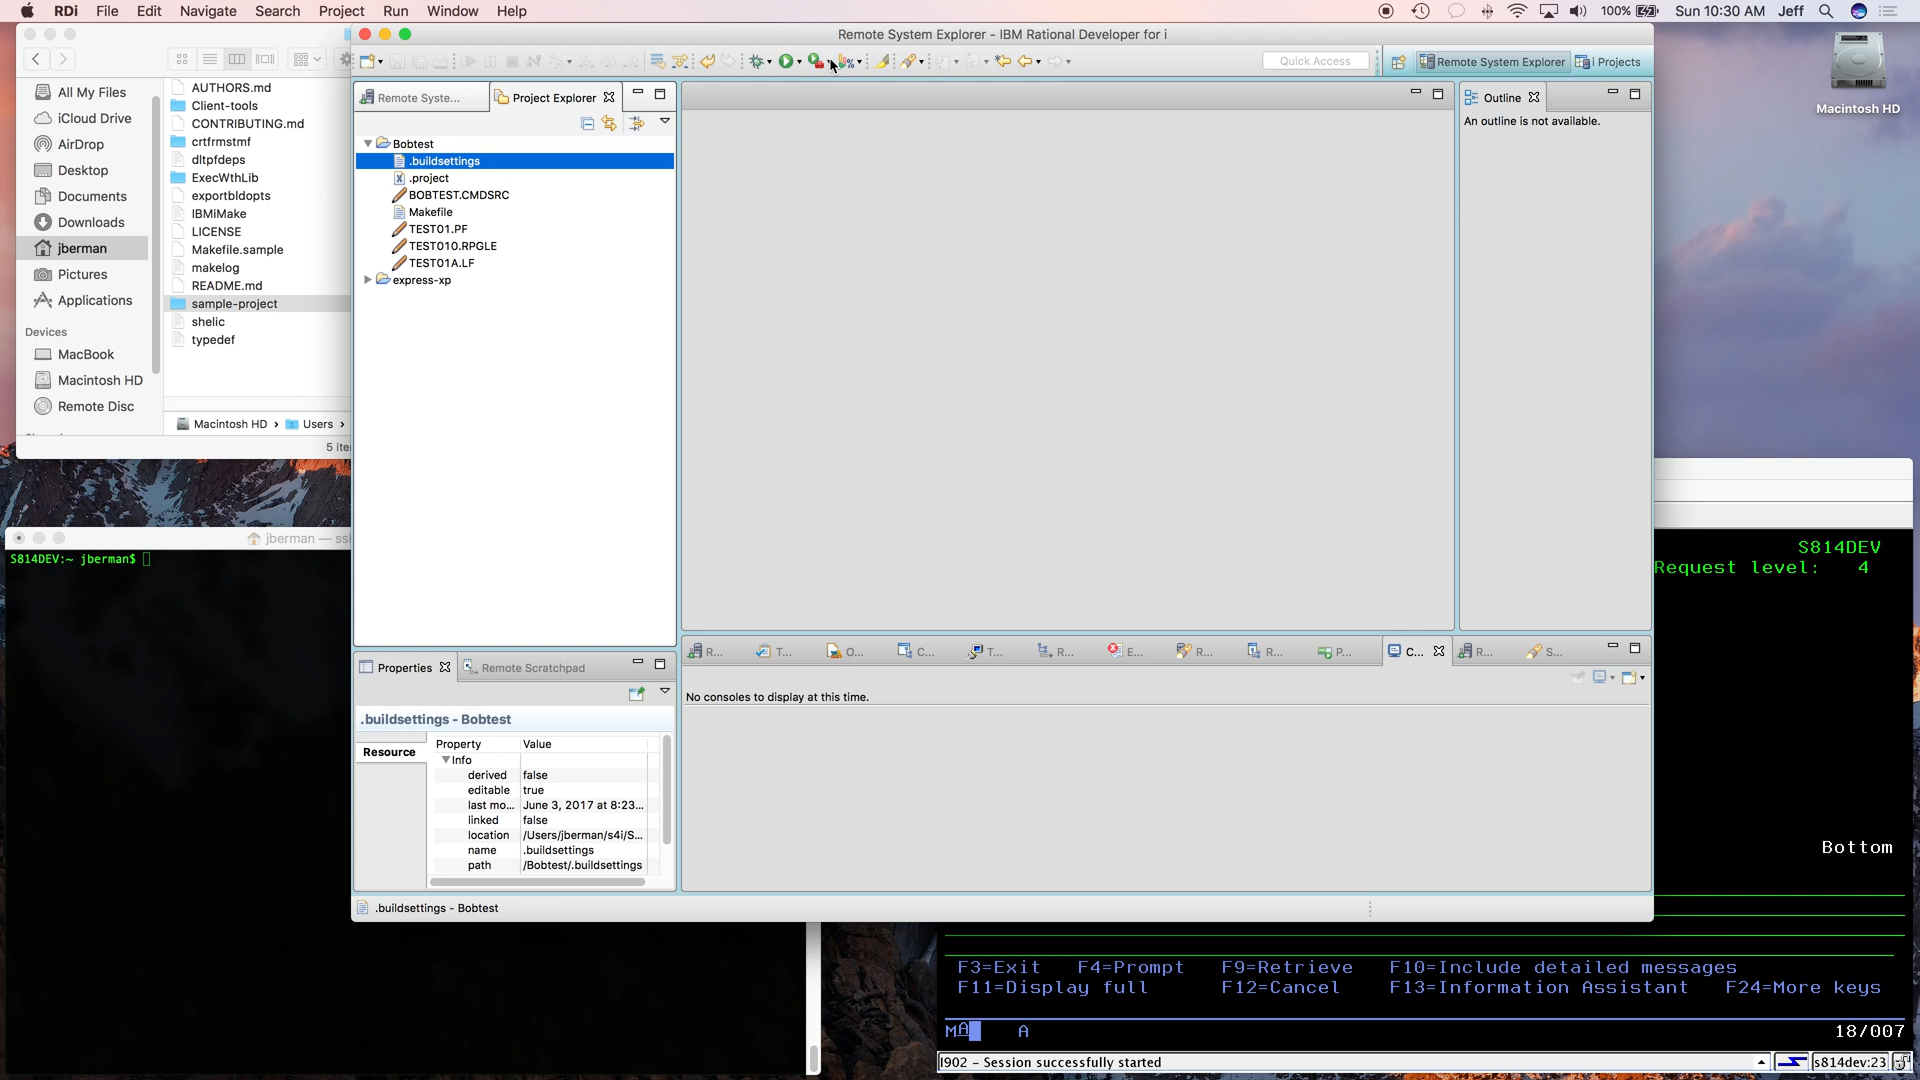 RDi File Edit Navigate Search Project Run Window Help
100% Sun 10:30 AM Jeff
Remote System Explorer - IBM Rational Developer for i
Quick Access
Remote System Explorer
i Projects
Macintosh HD
All My Files
iCloud Drive
AirDrop
Desktop
Documents
Downloads
jberman
Pictures
Applications
Devices
MacBook
Macintosh HD
Remote Disc
AUTHORS.md
Client-tools
CONTRIBUTING.md
crtfrmstmf
dltpfdeps
ExecWthLib
exportbldopts
IBMiMake
LICENSE
Makefile.sample
makelog
README.md
sample-project
shelic
typedef
Macintosh HD › Users ›
5 ite
Remote Syste...
Project Explorer
Bobtest
.buildsettings
.project
BOBTEST.CMDSRC
Makefile
TEST01.PF
TEST010.RPGLE
TEST01A.LF
express-xp
Outline
An outline is not available.
jberman — ss
S814DEV:~ jberman$
Properties
Remote Scratchpad
.buildsettings - Bobtest
Resource
Property Value
Info
derived false
editable true
last mo... June 3, 2017 at 8:23...
linked false
location /Users/jberman/s4i/S...
name .buildsettings
path /Bobtest/.buildsettings
.buildsettings - Bobtest
R... T... O... C... T... R... E... R... R... P... C... R... S...
No consoles to display at this time.
S814DEV
Request level: 4
Bottom
F3=Exit F4=Prompt F9=Retrieve F10=Include detailed messages
F11=Display full F12=Cancel F13=Information Assistant F24=More keys
MA A 18/007
I902 - Session successfully started
s814dev:23